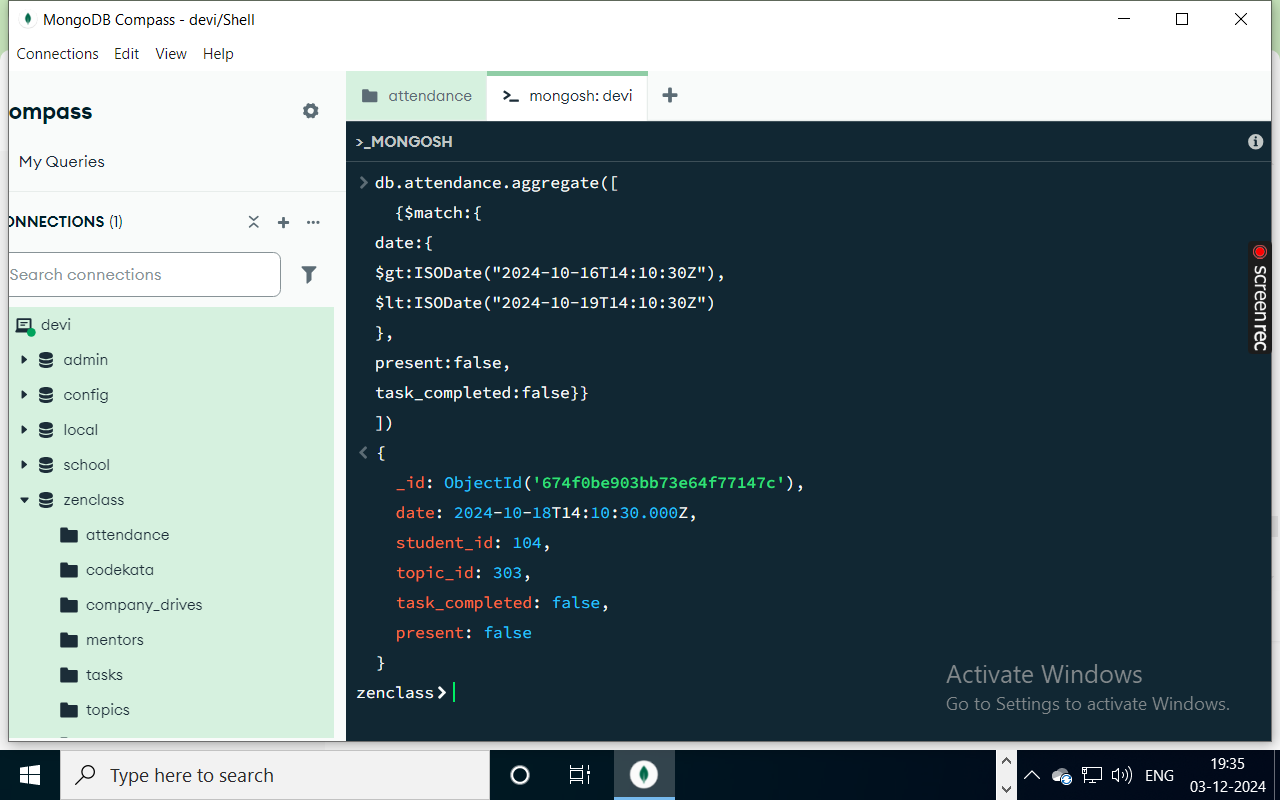 MongoDB Compass - devi/Shell
Connections Edit View Help
ompass
My Queries
ONNECTIONS (1)
Search connections
devi
admin
config
local
school
zenclass
attendance
codekata
company_drives
mentors
tasks
topics
attendance
>_ mongosh: devi
>_MONGOSH
db.attendance.aggregate([
{$match:{
date:{
$gt:ISODate("2024-10-16T14:10:30Z"),
$lt:ISODate("2024-10-19T14:10:30Z")
},
present:false,
task_completed:false}}
])
{
_id: ObjectId('674f0be903bb73e64f77147c'),
date: 2024-10-18T14:10:30.000Z,
student_id: 104,
topic_id: 303,
task_completed: false,
present: false
}
zenclass>
screenrec
Activate Windows
Go to Settings to activate Windows.
Type here to search
ENG
19:35
03-12-2024